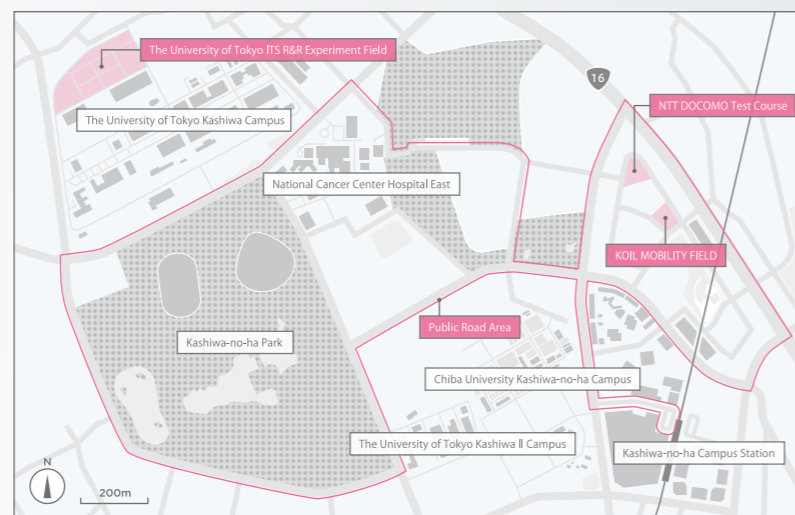 The University of Tokyo ITS R&R Experiment Field
16
NTT DOCOMO Test Course
The University of Tokyo Kashiwa Campus
National Cancer Center Hospital East
KOIL MOBILITY FIELD
Public Road Area
Kashiwa-no-ha Park
Chiba University Kashiwa-no-ha Campus
The University of Tokyo Kashiwa Ⅱ Campus
Kashiwa-no-ha Campus Station
N
200m